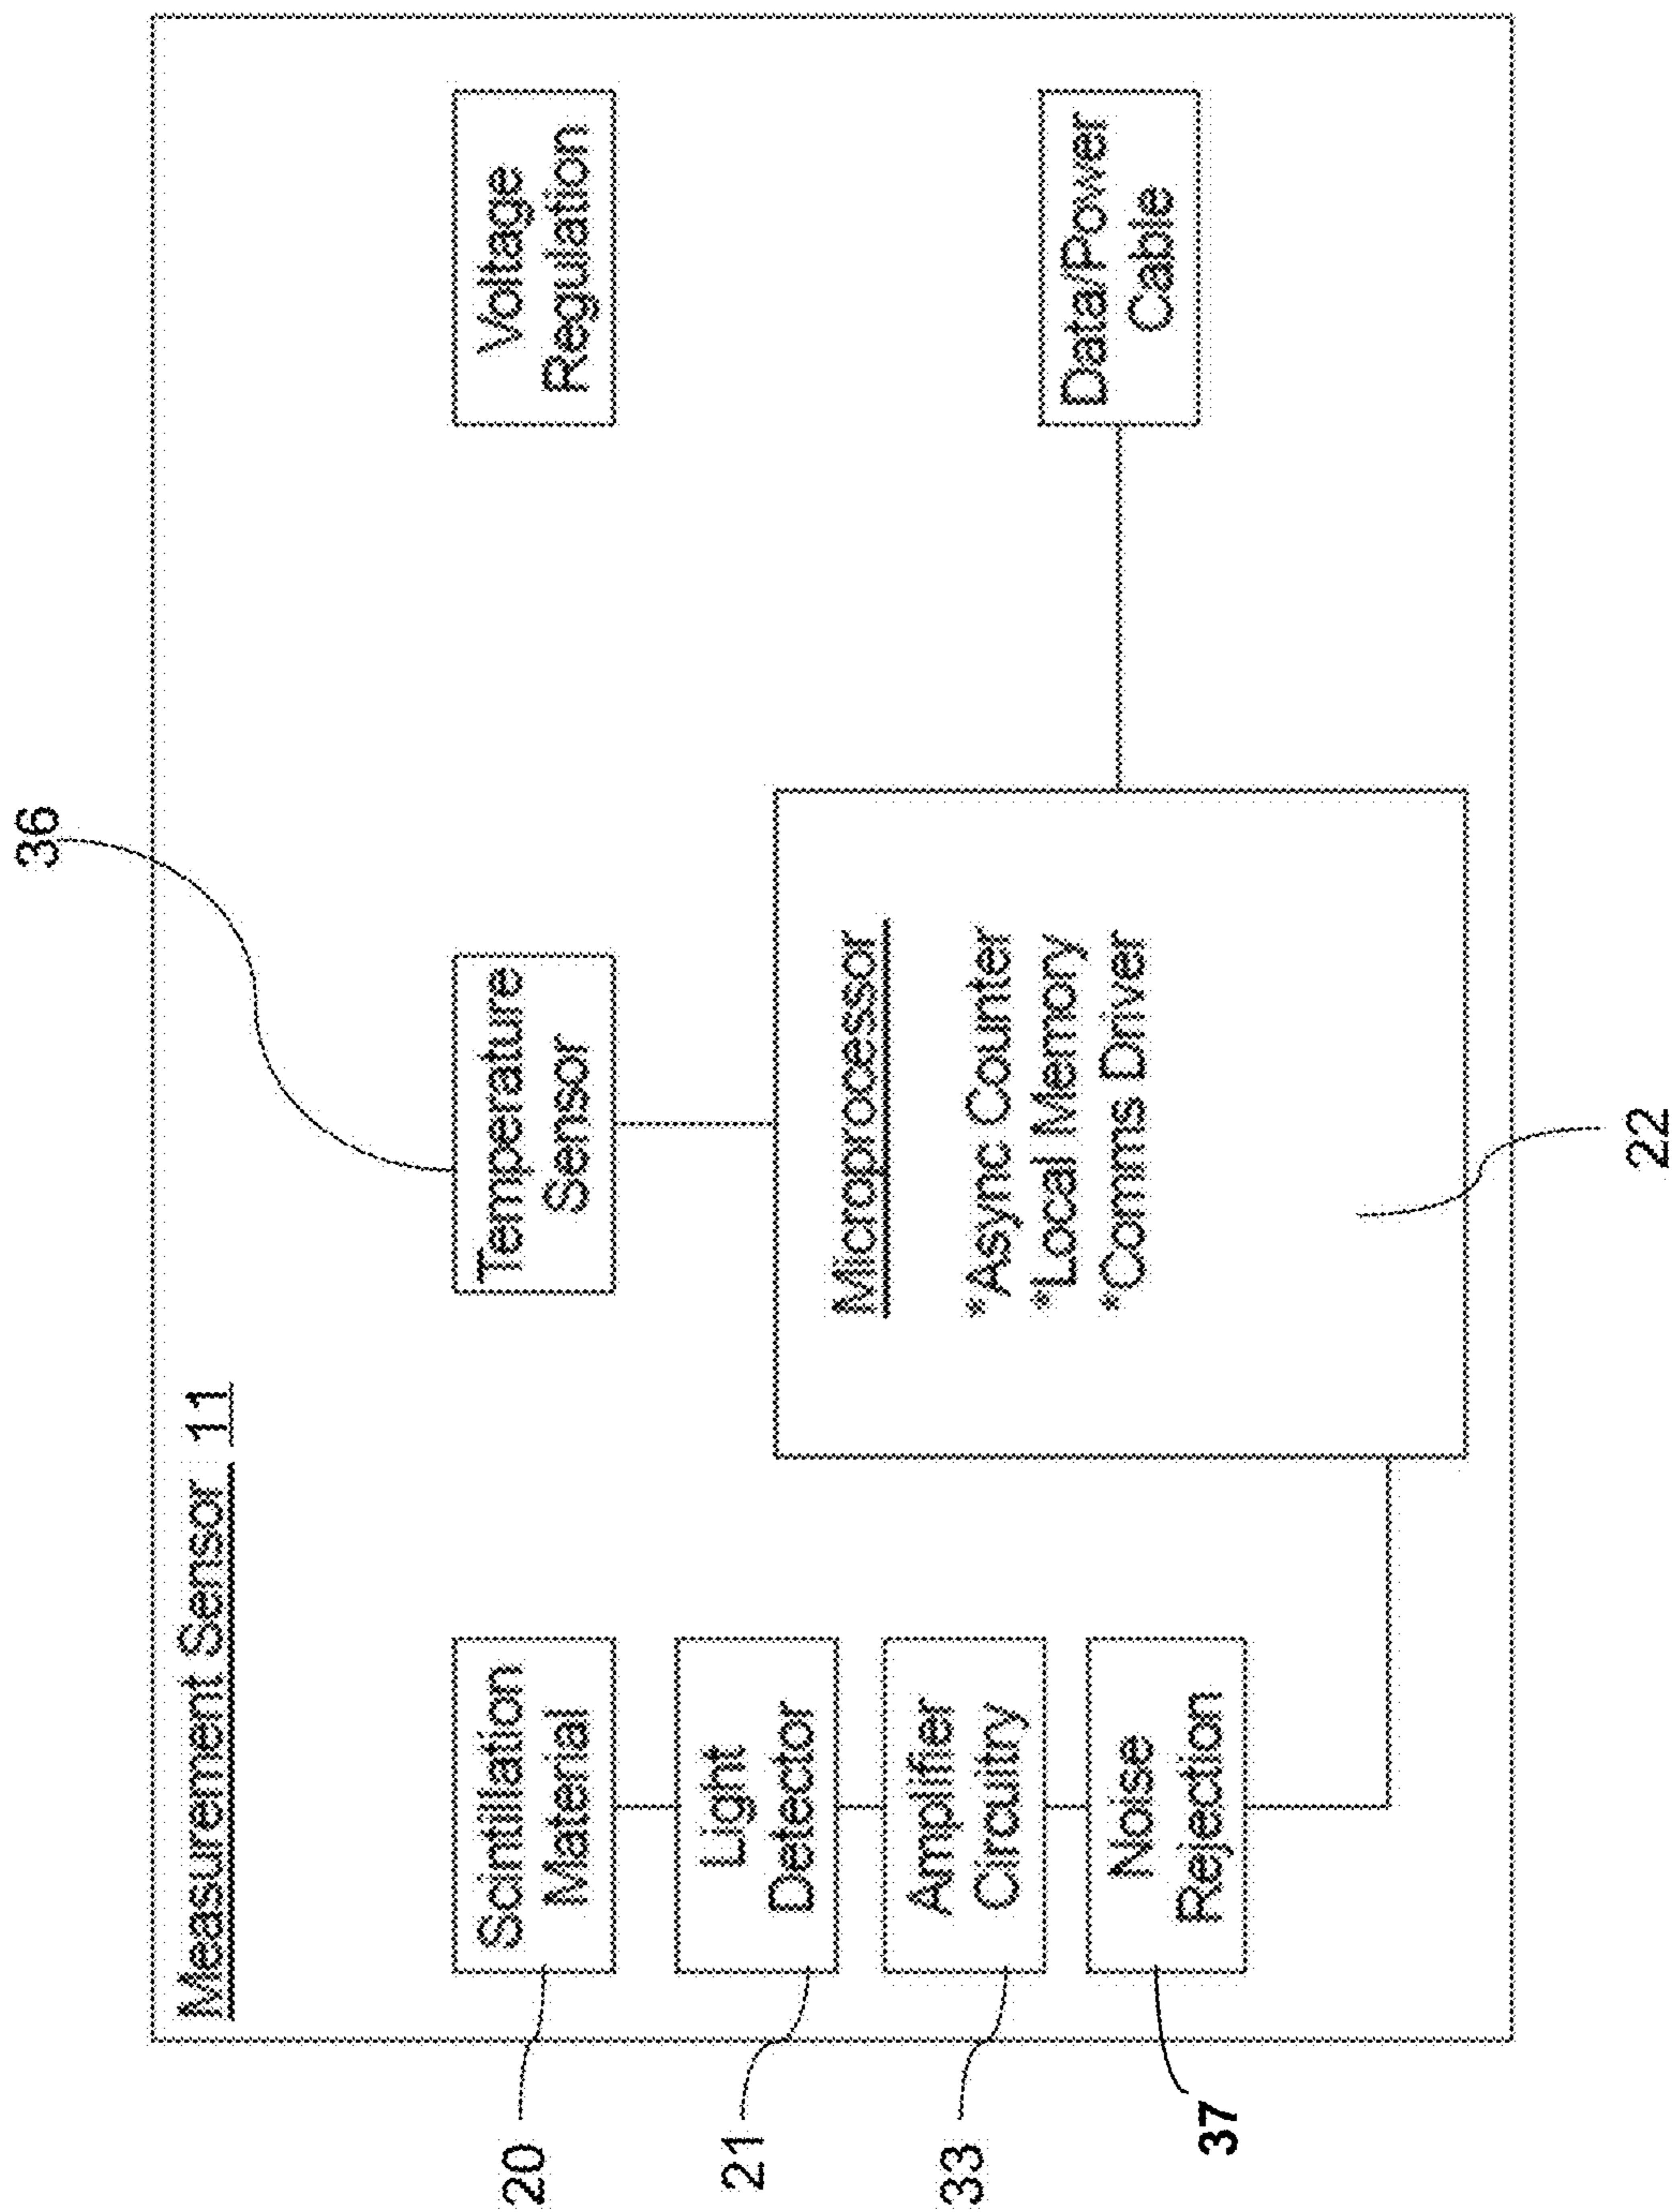 Measurement Sensor 11
36
Scintillation
Material
Temperature
Sensor
Voltage
Regulation
20
Light
Detector
21
Amplifier
Circuitry
33
Noise
Rejection
37
Microprocessor
*Async Counter
*Local Memory
*Comms Driver
22
Data/Power
Cable